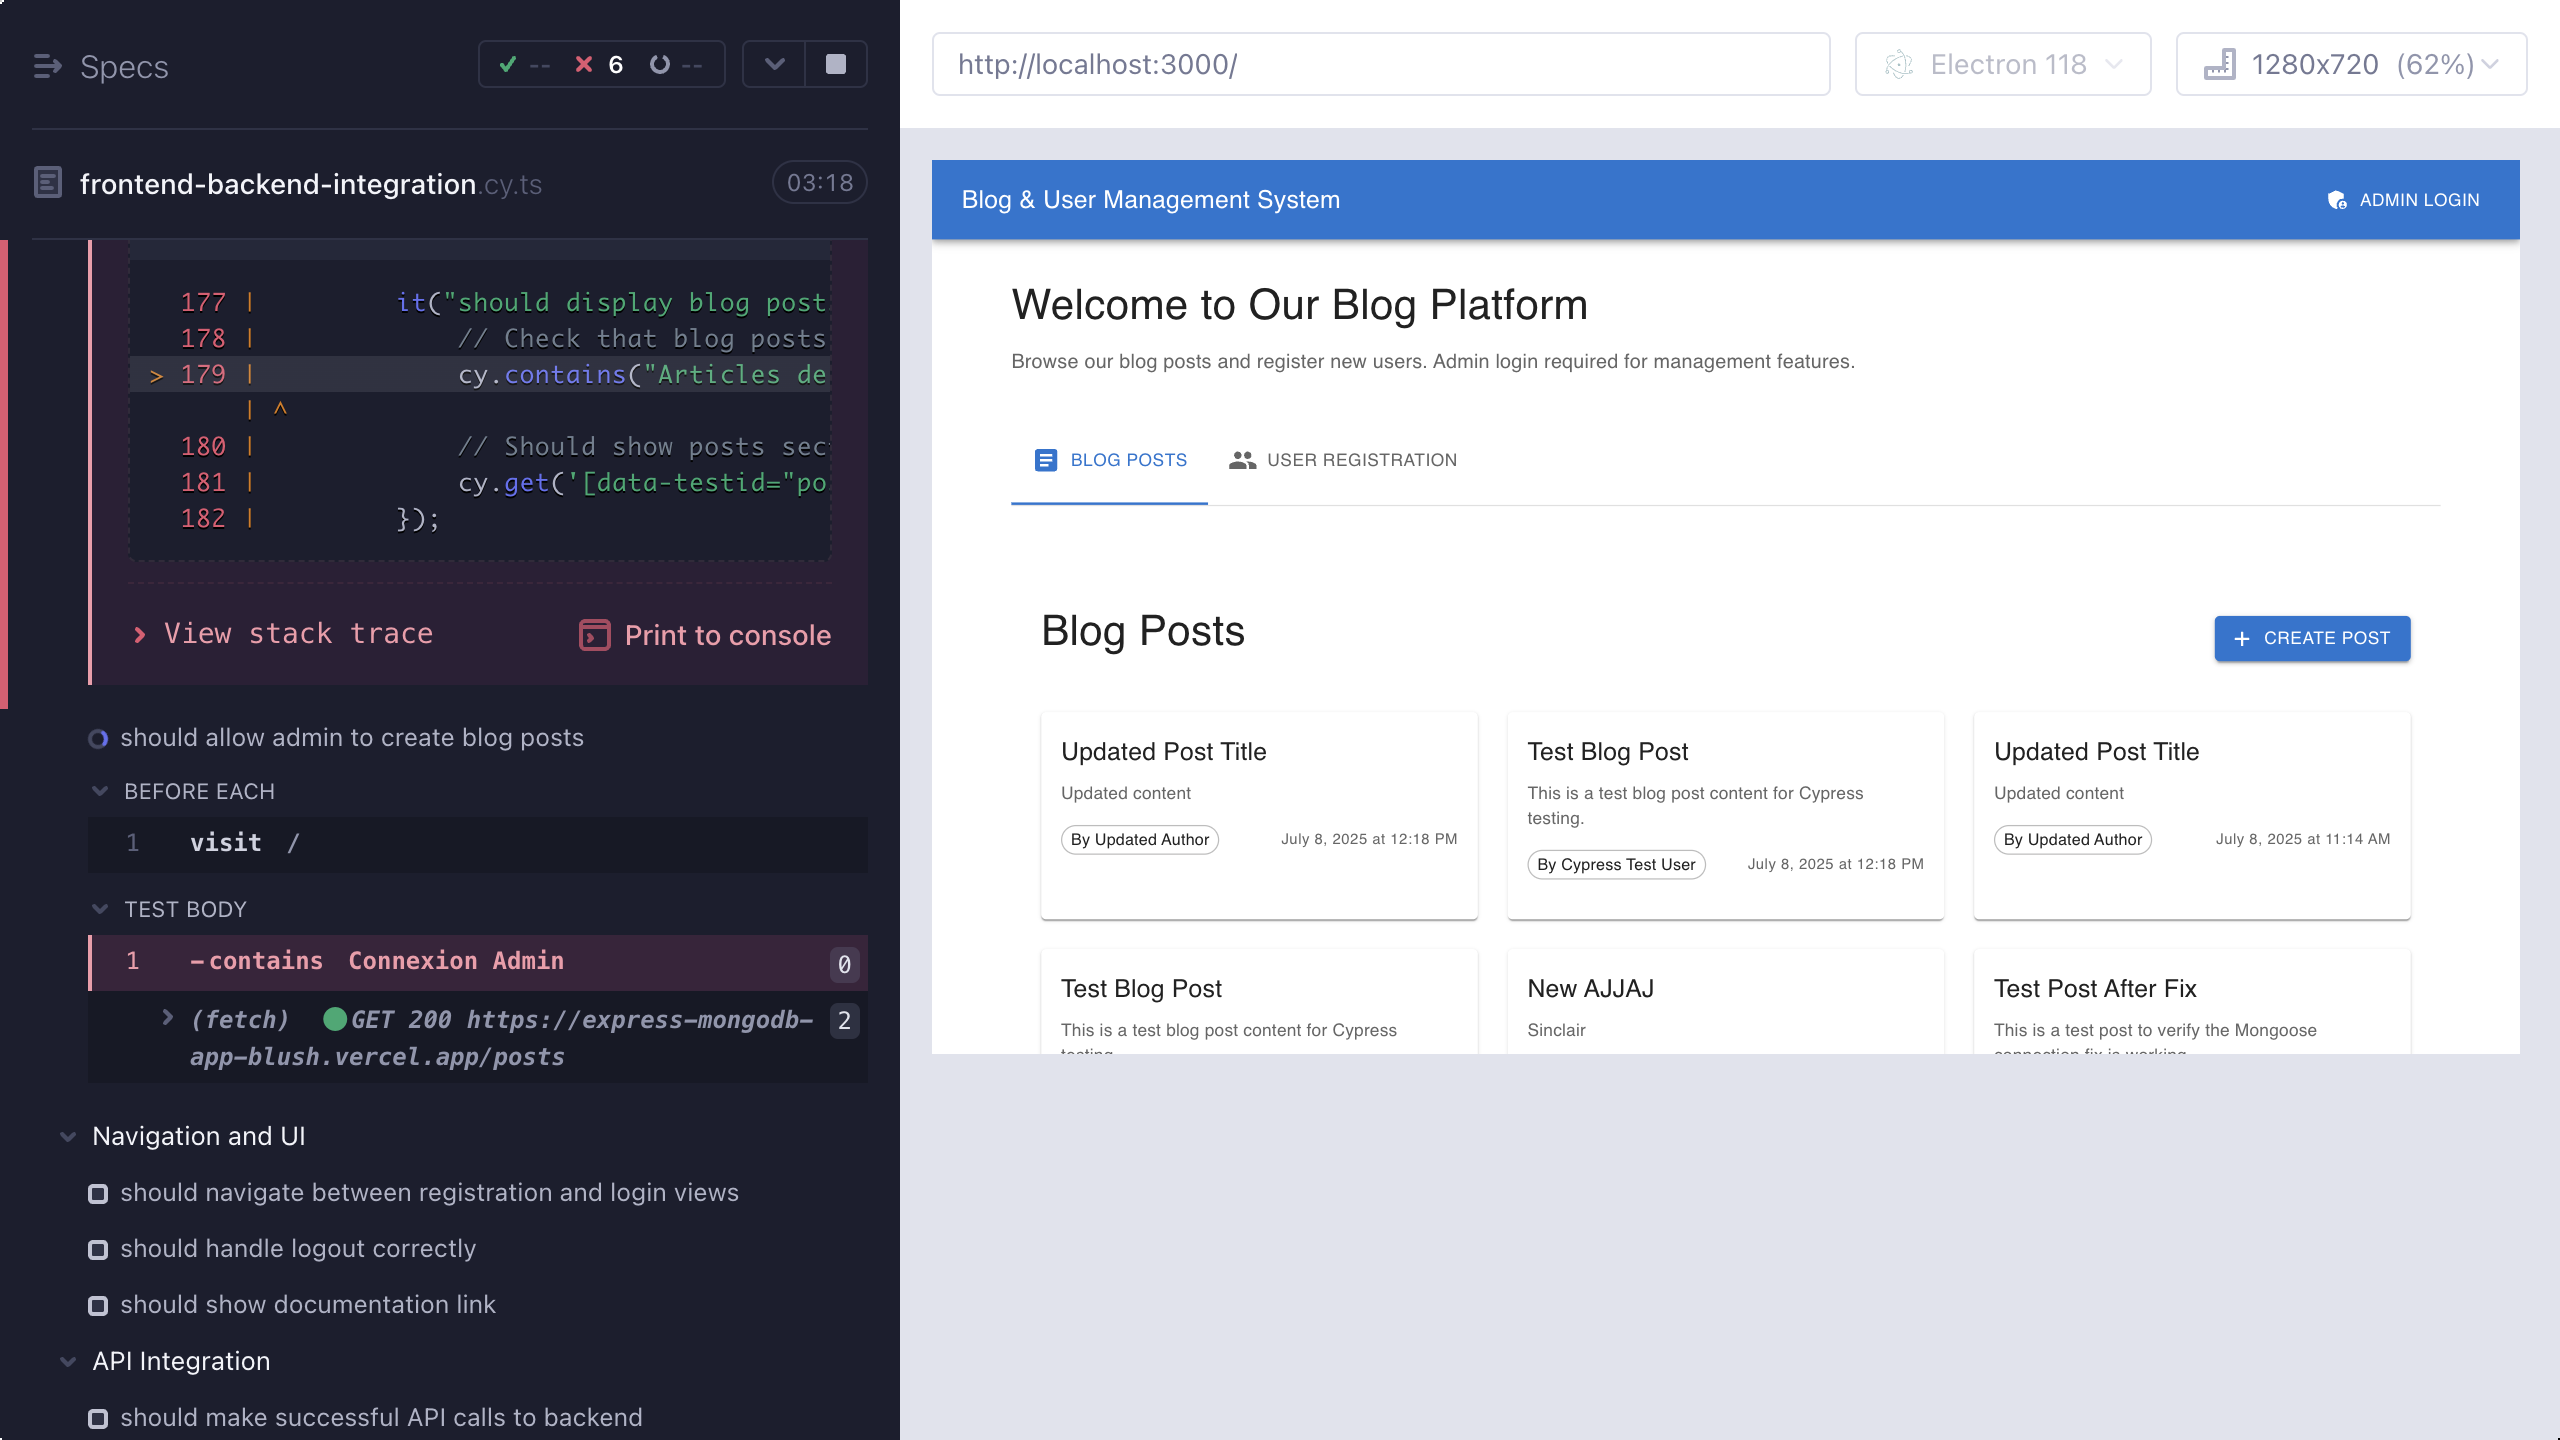 Specs
-- 6 --
frontend-backend-integration.cy.ts 03:18
177 | it("should display blog post
178 | // Check that blog posts
> 179 | cy.contains("Articles de
| ^
180 | // Should show posts sec
181 | cy.get('[data-testid="po
182 | });
View stack trace
Print to console
should allow admin to create blog posts
BEFORE EACH
1 visit /
TEST BODY
1 -contains Connexion Admin 0
(fetch) GET 200 https://express-mongodb- 2
app-blush.vercel.app/posts
Navigation and UI
should navigate between registration and login views
should handle logout correctly
should show documentation link
API Integration
should make successful API calls to backend
http://localhost:3000/
Electron 118
1280x720 (62%)
Blog & User Management System
ADMIN LOGIN
Welcome to Our Blog Platform
Browse our blog posts and register new users. Admin login required for management features.
BLOG POSTS
USER REGISTRATION
Blog Posts
+ CREATE POST
Updated Post Title
Updated content
By Updated Author July 8, 2025 at 12:18 PM
Test Blog Post
This is a test blog post content for Cypress
testing.
By Cypress Test User July 8, 2025 at 12:18 PM
Updated Post Title
Updated content
By Updated Author July 8, 2025 at 11:14 AM
Test Blog Post
This is a test blog post content for Cypress
testing.
New AJJAJ
Sinclair
Test Post After Fix
This is a test post to verify the Mongoose
connection fix is working